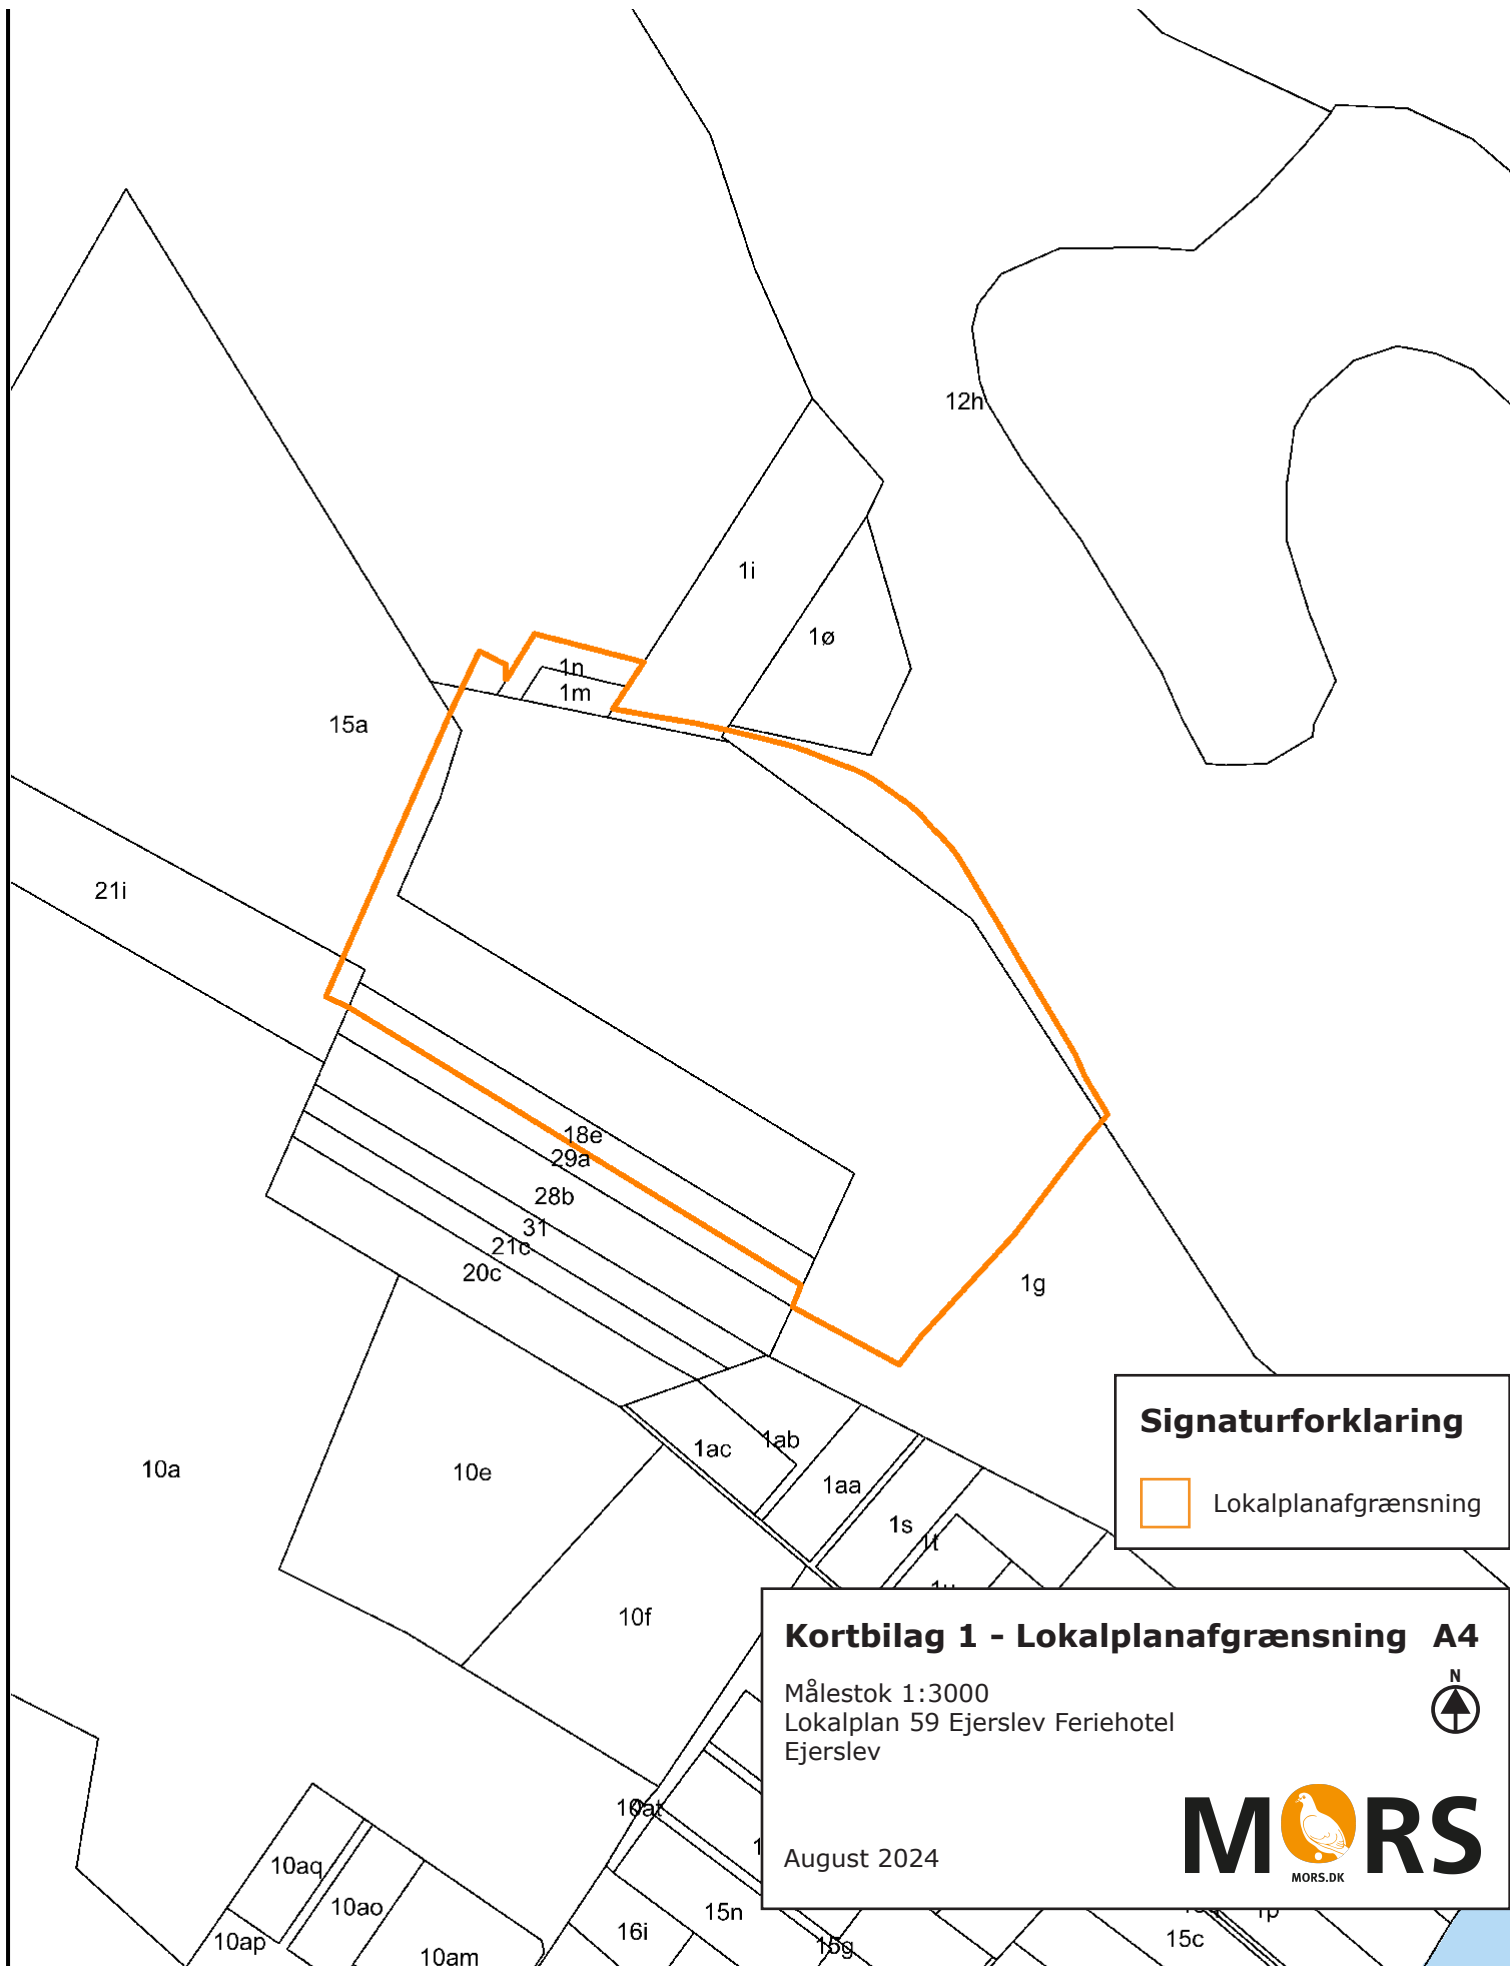 12h
1i
1ø
1n
1m
15a
21i
18e
29a
28b
31
21c
20c
1g
1ab
1ac
10a
10e
1aa
1s
10f
10at
10aq
10ao
10ap
10am
15n
16i
15g
15c
Signaturforklaring
Lokalplanafgrænsning
Kortbilag 1 - Lokalplanafgrænsning A4
N
Målestok 1:3000
Lokalplan 59 Ejerslev Feriehotel
Ejerslev
August 2024
MORS
MORS.DK